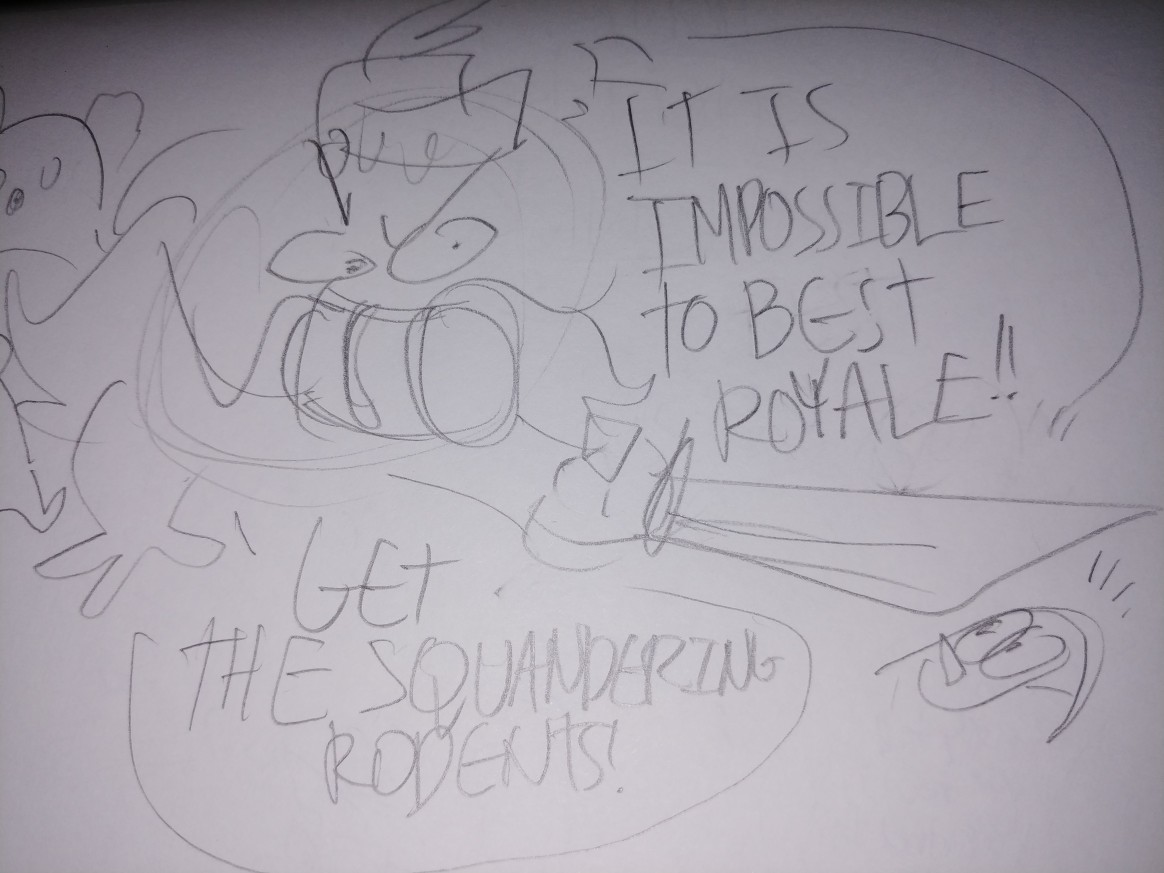 IT IS
IMPOSSIBLE
TO BEST
ROYALE!!
GET
THE SQUANDERING
RODENTS!